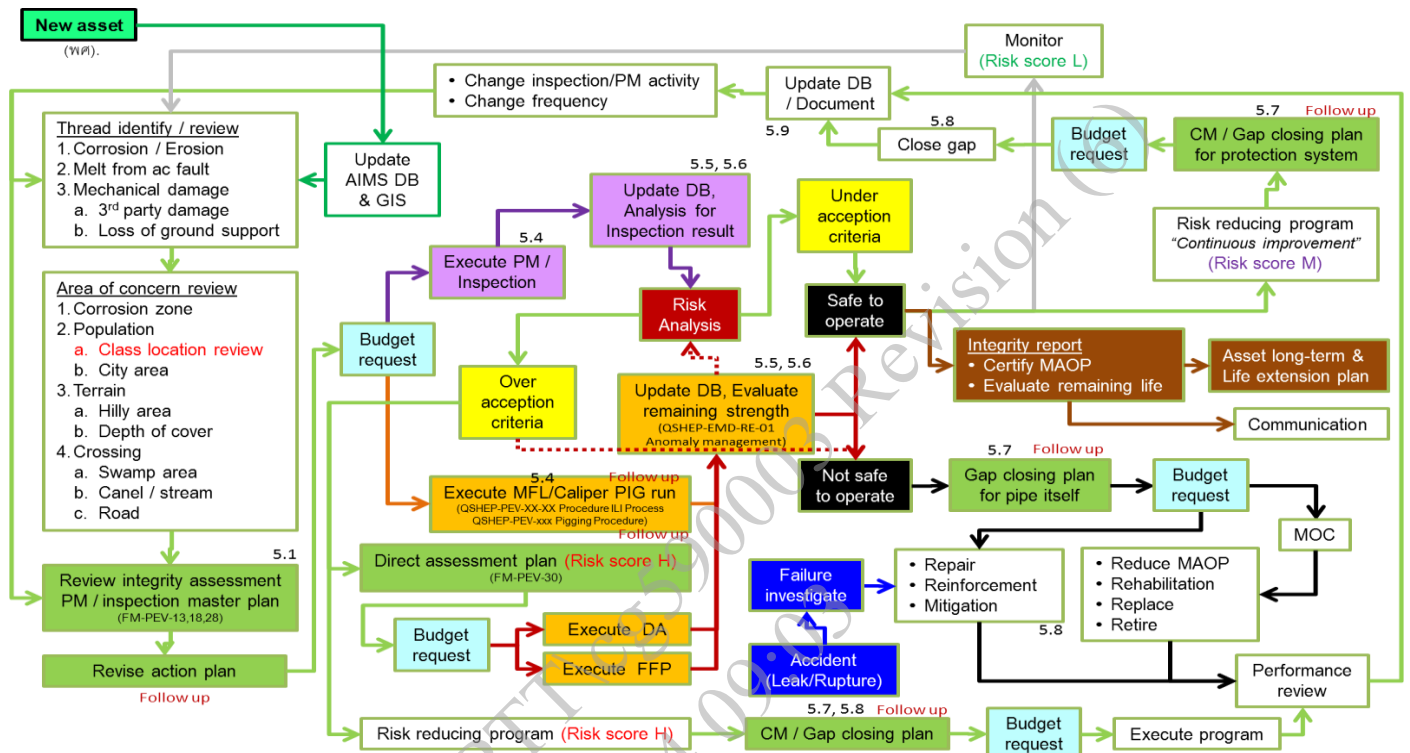 New asset
(พศ).
Monitor
(Risk score L)
• Change inspection/PM activity
• Change frequency
Update DB
/ Document
5.9
5.8
Close gap
Budget
request
5.7
Follow up
CM / Gap closing plan
for protection system
Thread identify / review
1. Corrosion / Erosion
2. Melt from ac fault
3. Mechanical damage
a. 3rd party damage
b. Loss of ground support
Update
AIMS DB
& GIS
5.5, 5.6
Update DB,
Analysis for
Inspection result
Under
acception
criteria
Risk reducing program
“Continuous improvement”
(Risk score M)
5.4
Execute PM /
Inspection
Area of concern review
1. Corrosion zone
2. Population
a. Class location review
b. City area
3. Terrain
a. Hilly area
b. Depth of cover
4. Crossing
a. Swamp area
b. Canel / stream
c. Road
Budget
request
Risk
Analysis
Safe to
operate
Integrity report
• Certify MAOP
• Evaluate remaining life
Asset long-term &
Life extension plan
Communication
Over
acception
criteria
5.5, 5.6
Update DB, Evaluate
remaining strength
(QSHEP-EMD-RE-01
Anomaly management)
Not safe
to operate
5.7
Follow up
Gap closing plan
for pipe itself
Budget
request
MOC
5.4
Follow up
Execute MFL/Caliper PIG run
(QSHEP-PEV-XX-XX Procedure ILI Process
QSHEP-PEV-xxx Pigging Procedure)
Follow up
Direct assessment plan (Risk score H)
(FM-PEV-30)
Failure
investigate
• Repair
• Reinforcement
• Mitigation
5.8
• Reduce MAOP
• Rehabilitation
• Replace
• Retire
5.1
Review integrity assessment
PM / inspection master plan
(FM-PEV-13,18,28)
Budget
request
Execute DA
Execute FFP
Accident
(Leak/Rupture)
Revise action plan
Follow up
Performance
review
Risk reducing program (Risk score H)
5.7, 5.8
Follow up
CM / Gap closing plan
Budget
request
Execute program
PTT cg590003 Revision (6)
09:03